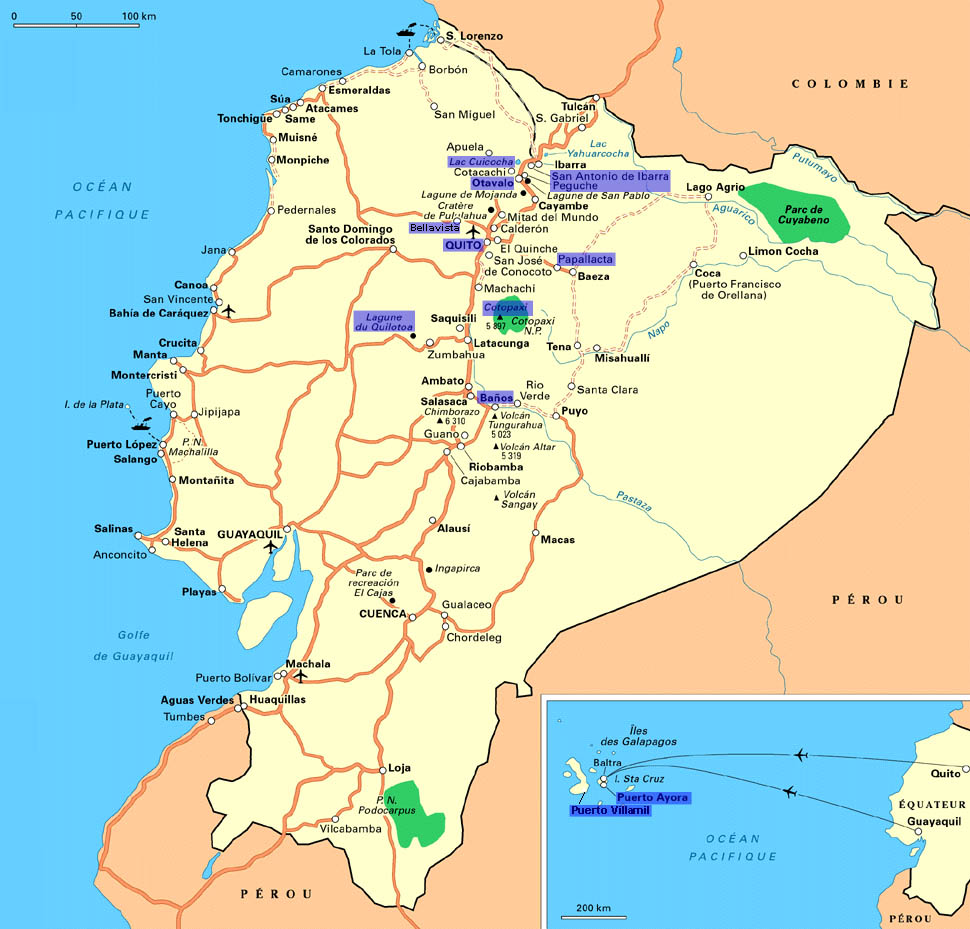 0 50 100 km
S. Lorenzo
La Tola
Borbón
Camarones
Esmeraldas
COLOMBIE
Súa
Atacames
Tulcán
Tonchigüe
Same
San Miguel
S. Gabriel
Muisné
Apuela
Lac
Yahuarcocha
Monpiche
Lac Cuicocha
Ibarra
Putumayo
Cotacachi
San Antonio de Ibarra
Peguche
OCÉAN
PACIFIQUE
Otavalo
Lago Agrio
Lagune de Mojanda
Lagune de San Pablo
Aguarico
Parc de
Cuyabeno
Pedernales
Cratère
de Pululahua
Cayambe
Mitad del Mundo
Santo Domingo
de los Colorados
Bellavista
Calderón
QUITO
El Quinche
Jana
San José
de Conocoto
Papallacta
Limon Cocha
Baeza
Coca
(Puerto Francisco
de Orellana)
Canoa
Machachi
San Vincente
Bahía de Caráquez
Cotopaxi
5 897
Cotopaxi
N.P.
Lagune
du Quilotoa
Saquisili
Napo
Crucita
Latacunga
Tena
Manta
Zumbahua
Misahuallí
Montercristi
Ambato
Rio
Verde
Santa Clara
Puerto
Cayo
Salasaca
Baños
I. de la Plata
Jipijapa
Chimborazo
6 310
Volcán
Tungurahua
5 023
Puyo
Puerto López
P. N.
Machalilla
Guano
Volcán Altar
5 319
Salango
Riobamba
Cajabamba
Montañita
Volcán
Sangay
Pastaza
Salinas
Santa
Helena
GUAYAQUIL
Alausí
Anconcito
Macas
Ingapirca
Playas
Parc de
recreación
El Cajas
PÉROU
CUENCA
Gualaceo
Golfe
de Guayaquil
Chordeleg
Machala
Puerto Bolivar
Aguas Verdes
Huaquillas
Tumbes
Loja
P. N.
Podocarpus
Vilcabamba
PÉROU
Îles
des Galapagos
Baltra
I. Sta Cruz
Quito
Puerto Ayora
Puerto Villamil
ÉQUATEUR
Guayaquil
OCÉAN
PACIFIQUE
200 km
PÉROU